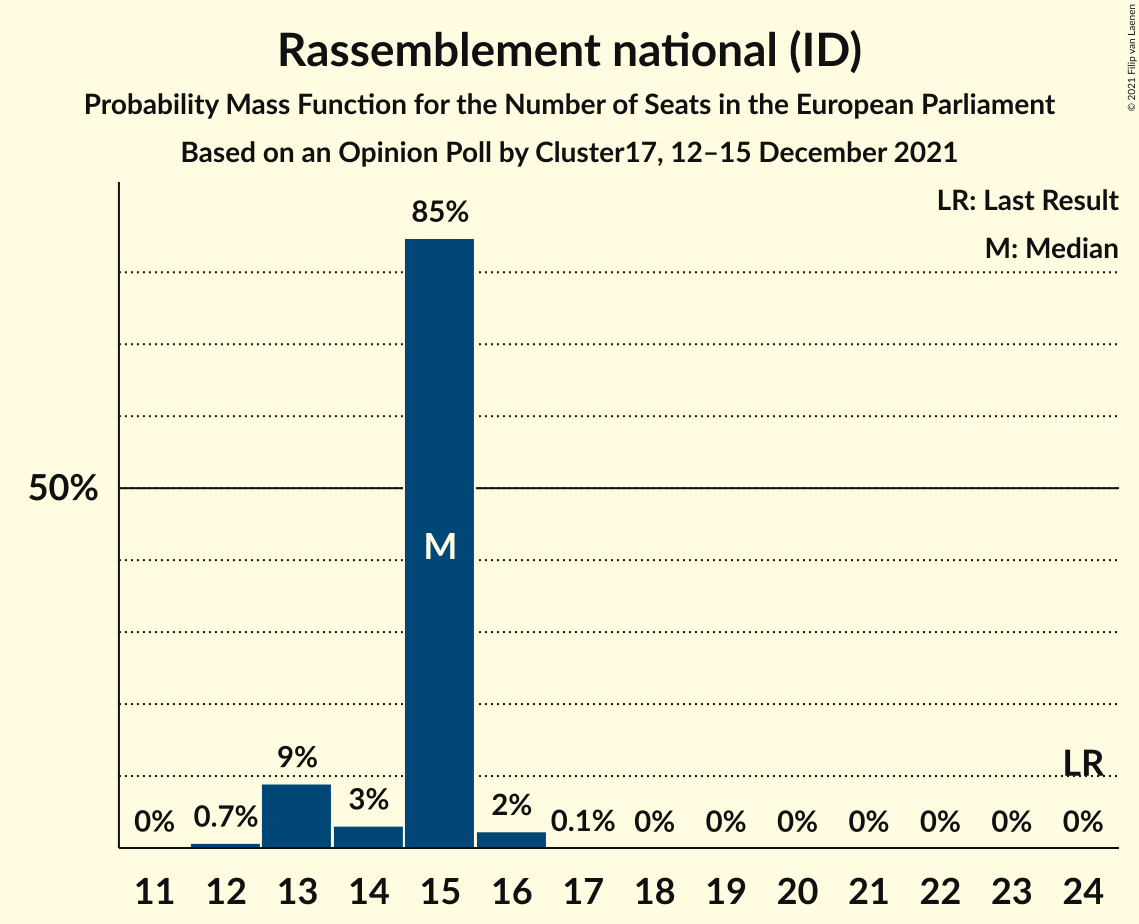 Rassemblement national (ID)
Probability Mass Function for the Number of Seats in the European Parliament
Based on an Opinion Poll by Cluster17, 12–15 December 2021
© 2021 Filip van Laenen
LR: Last Result
M: Median
85%
50%
M
LR
0% 0.7% 9% 3% 2% 0.1% 0% 0% 0% 0% 0% 0% 0%
11 12 13 14 15 16 17 18 19 20 21 22 23 24